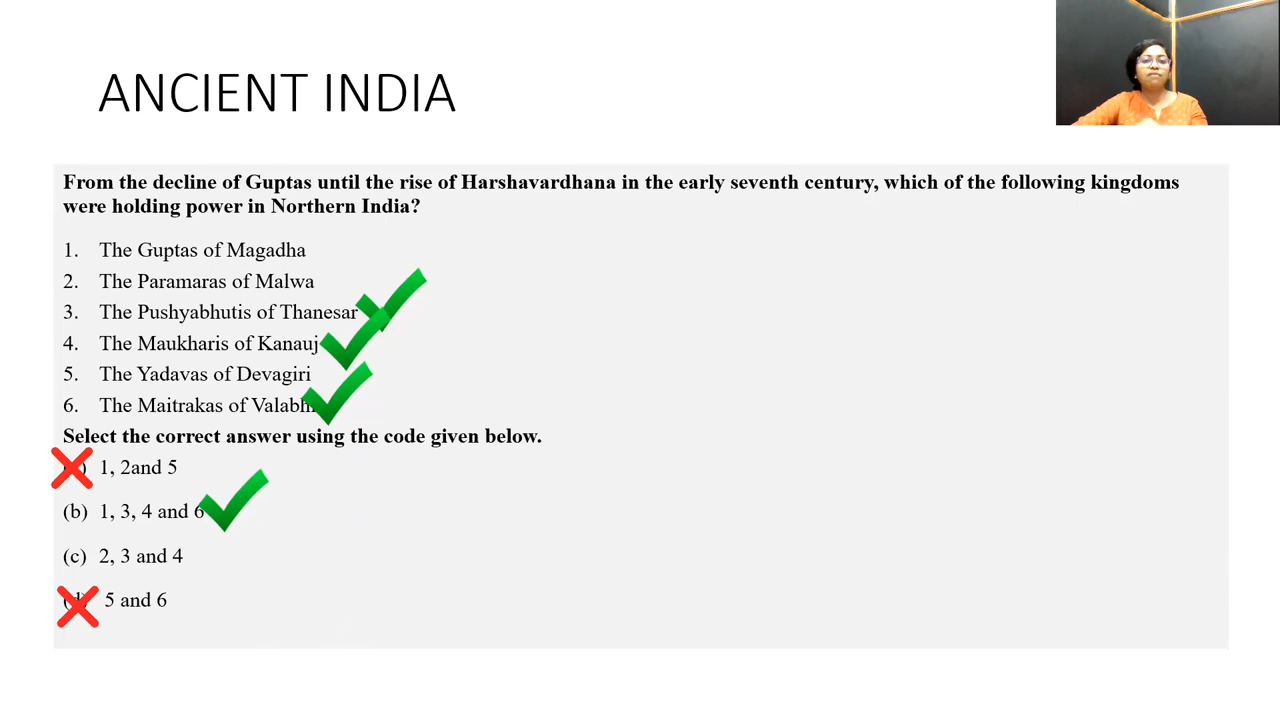 ANCIENT INDIA
From the decline of Guptas until the rise of Harshavardhana in the early seventh century, which of the following kingdoms
were holding power in Northern India?
1. The Guptas of Magadha
2. The Paramaras of Malwa
3. The Pushyabhutis of Thanesar
4. The Maukharis of Kanauj
5. The Yadavas of Devagiri
6. The Maitrakas of
Select the correct answer using the code given below.
1, 2and 5
(b) 1, 3, 4 and 6
(c) 2, 3 and 4
5 and 6